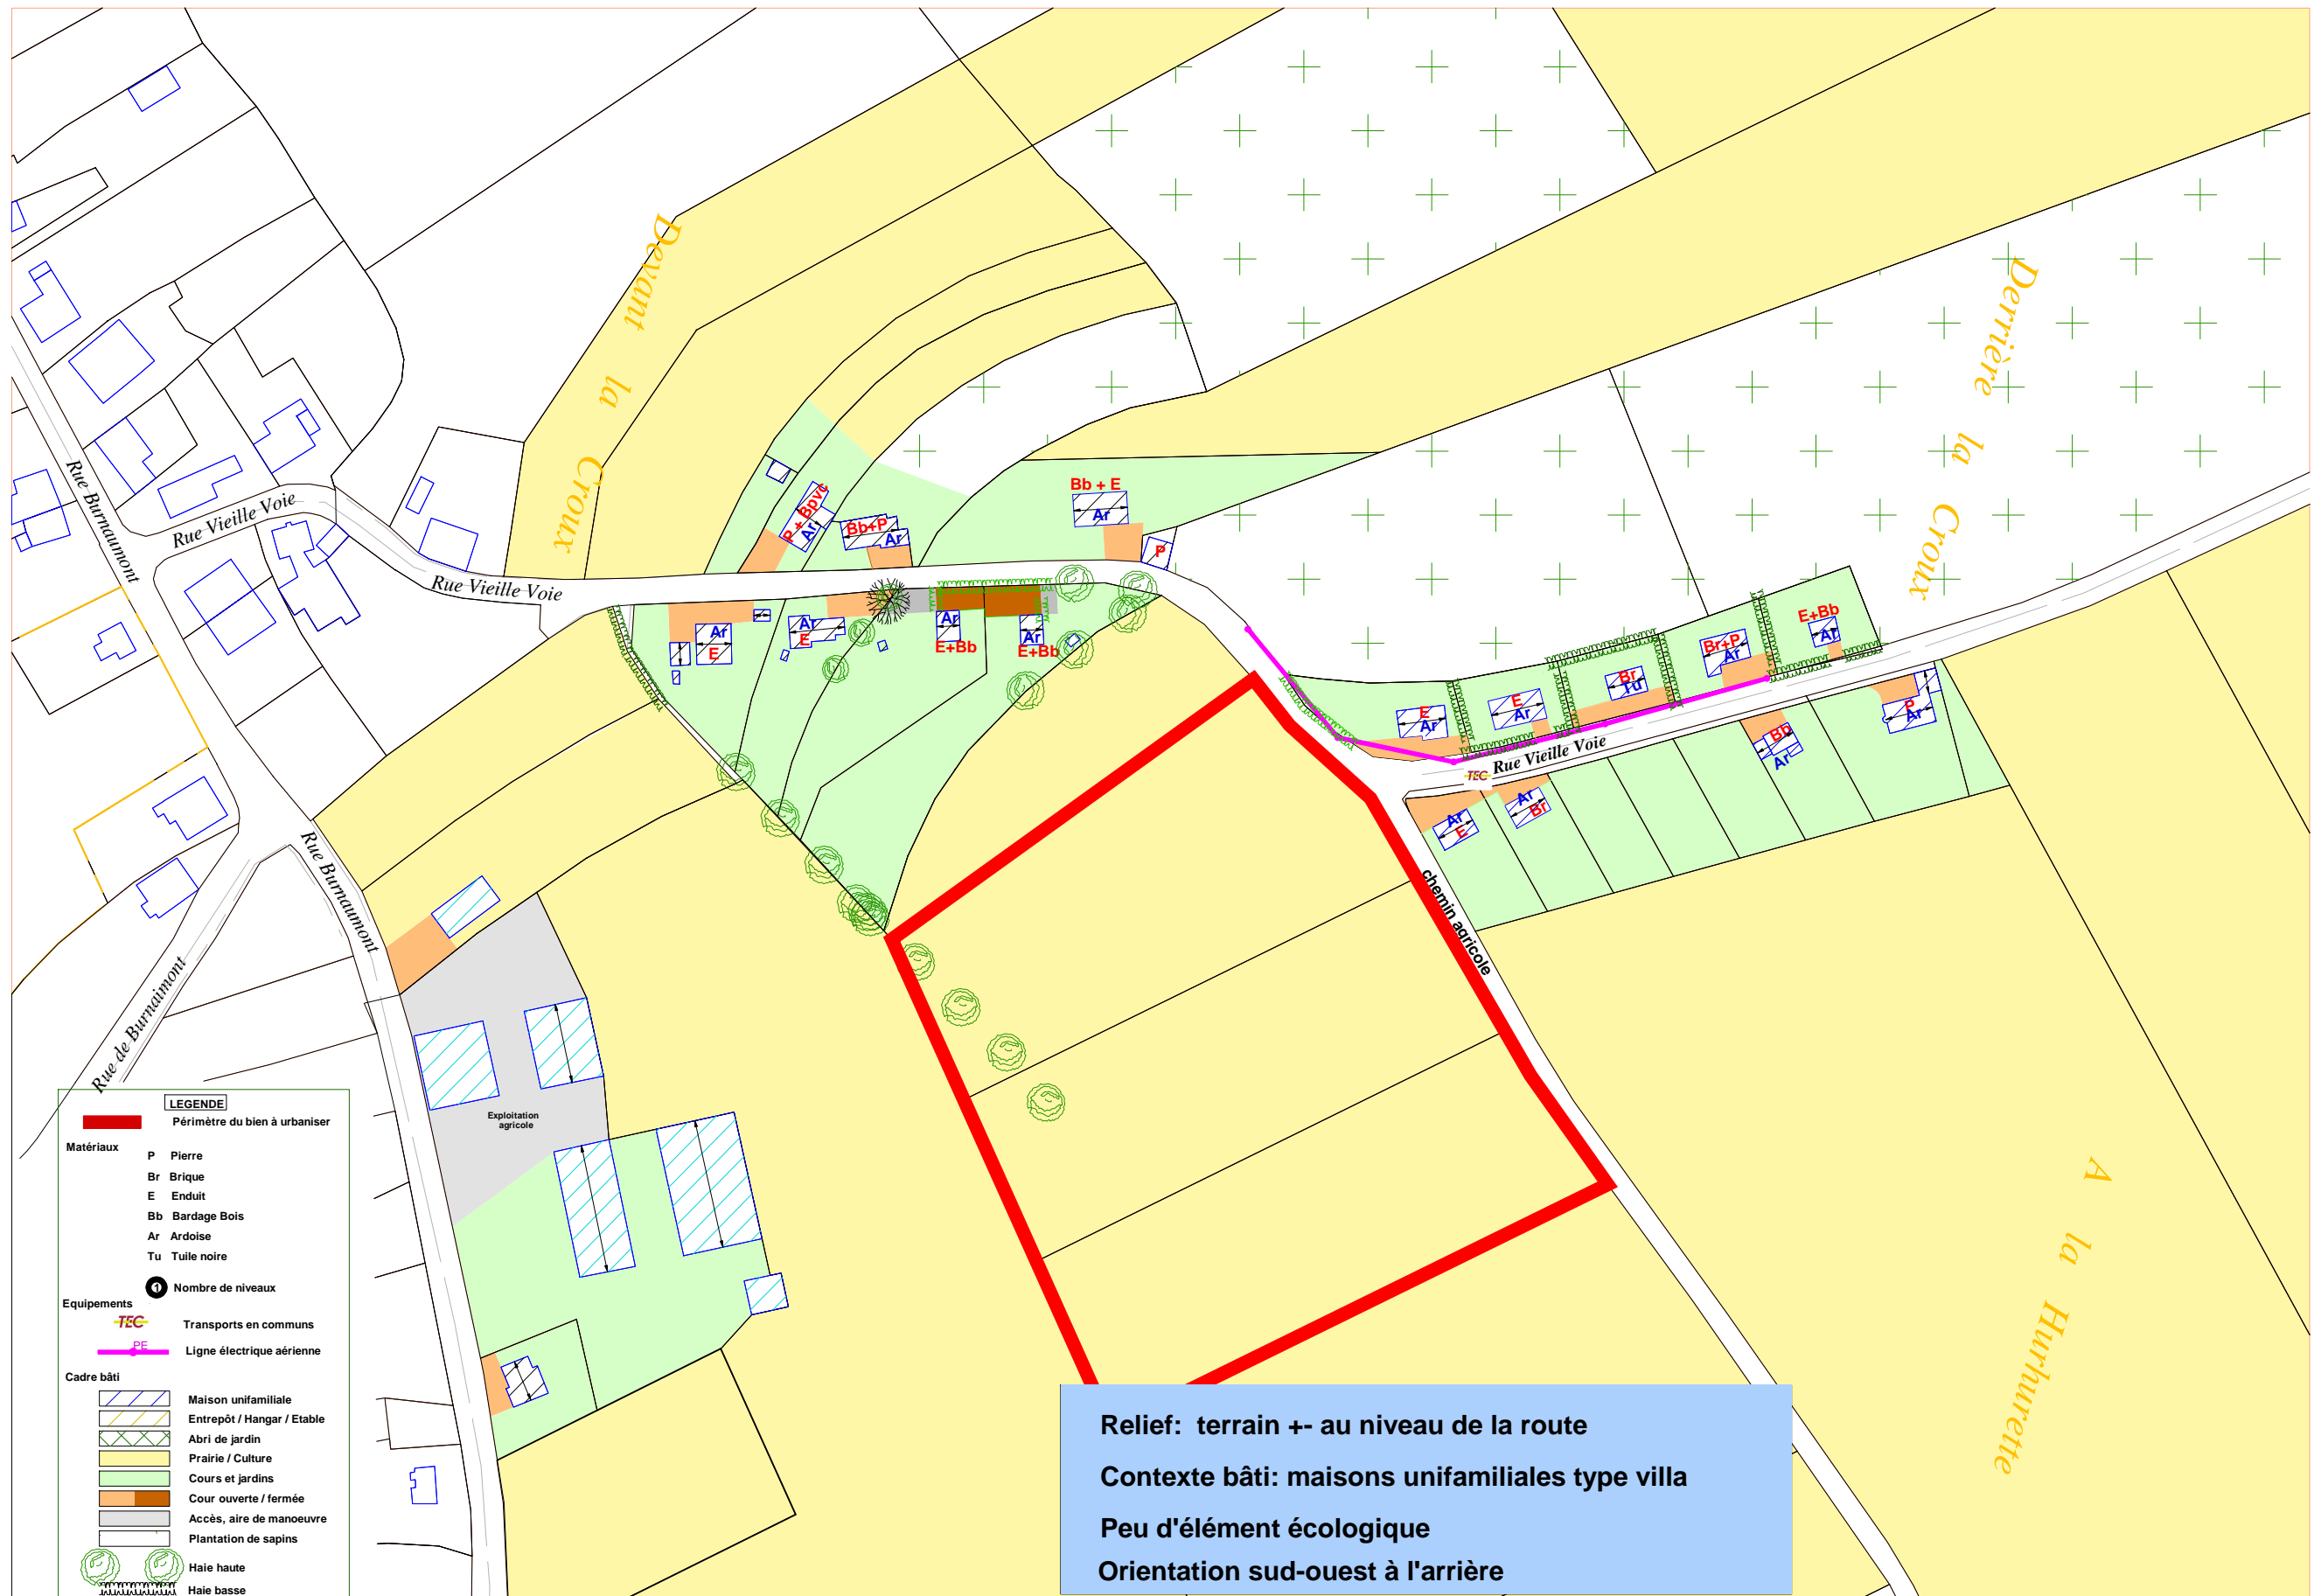 Devant la Croux
Derrière la Croux
A la Hurhurette
Rue Burnaumont
Rue Vieille Voie
Rue Vieille Voie
P + Bpvc
Ar
Bb+P
Ar
Bb + E
Ar
P
Ar
E
Ar
E
Ar
E+Bb
Ar
E+Bb
E
Ar
E
Ar
Br
Tu
Br+P
Ar
E+Bb
Ar
TEC
Rue Vieille Voie
Ar
E
Ar
Br
Bb
Ar
P
Ar
chemin agricole
Rue Burnaumont
Rue de Burnaimont
Exploitation
agricole
LEGENDE
Périmètre du bien à urbaniser
Matériaux
P Pierre
Br Brique
E Enduit
Bb Bardage Bois
Ar Ardoise
Tu Tuile noire
1 Nombre de niveaux
Equipements
TEC Transports en communs
PE Ligne électrique aérienne
Cadre bâti
Maison unifamiliale
Entrepôt / Hangar / Etable
Abri de jardin
Prairie / Culture
Cours et jardins
Cour ouverte / fermée
Accès, aire de manoeuvre
Plantation de sapins
Haie haute
Haie basse
Relief: terrain +- au niveau de la route
Contexte bâti: maisons unifamiliales type villa
Peu d'élément écologique
Orientation sud-ouest à l'arrière